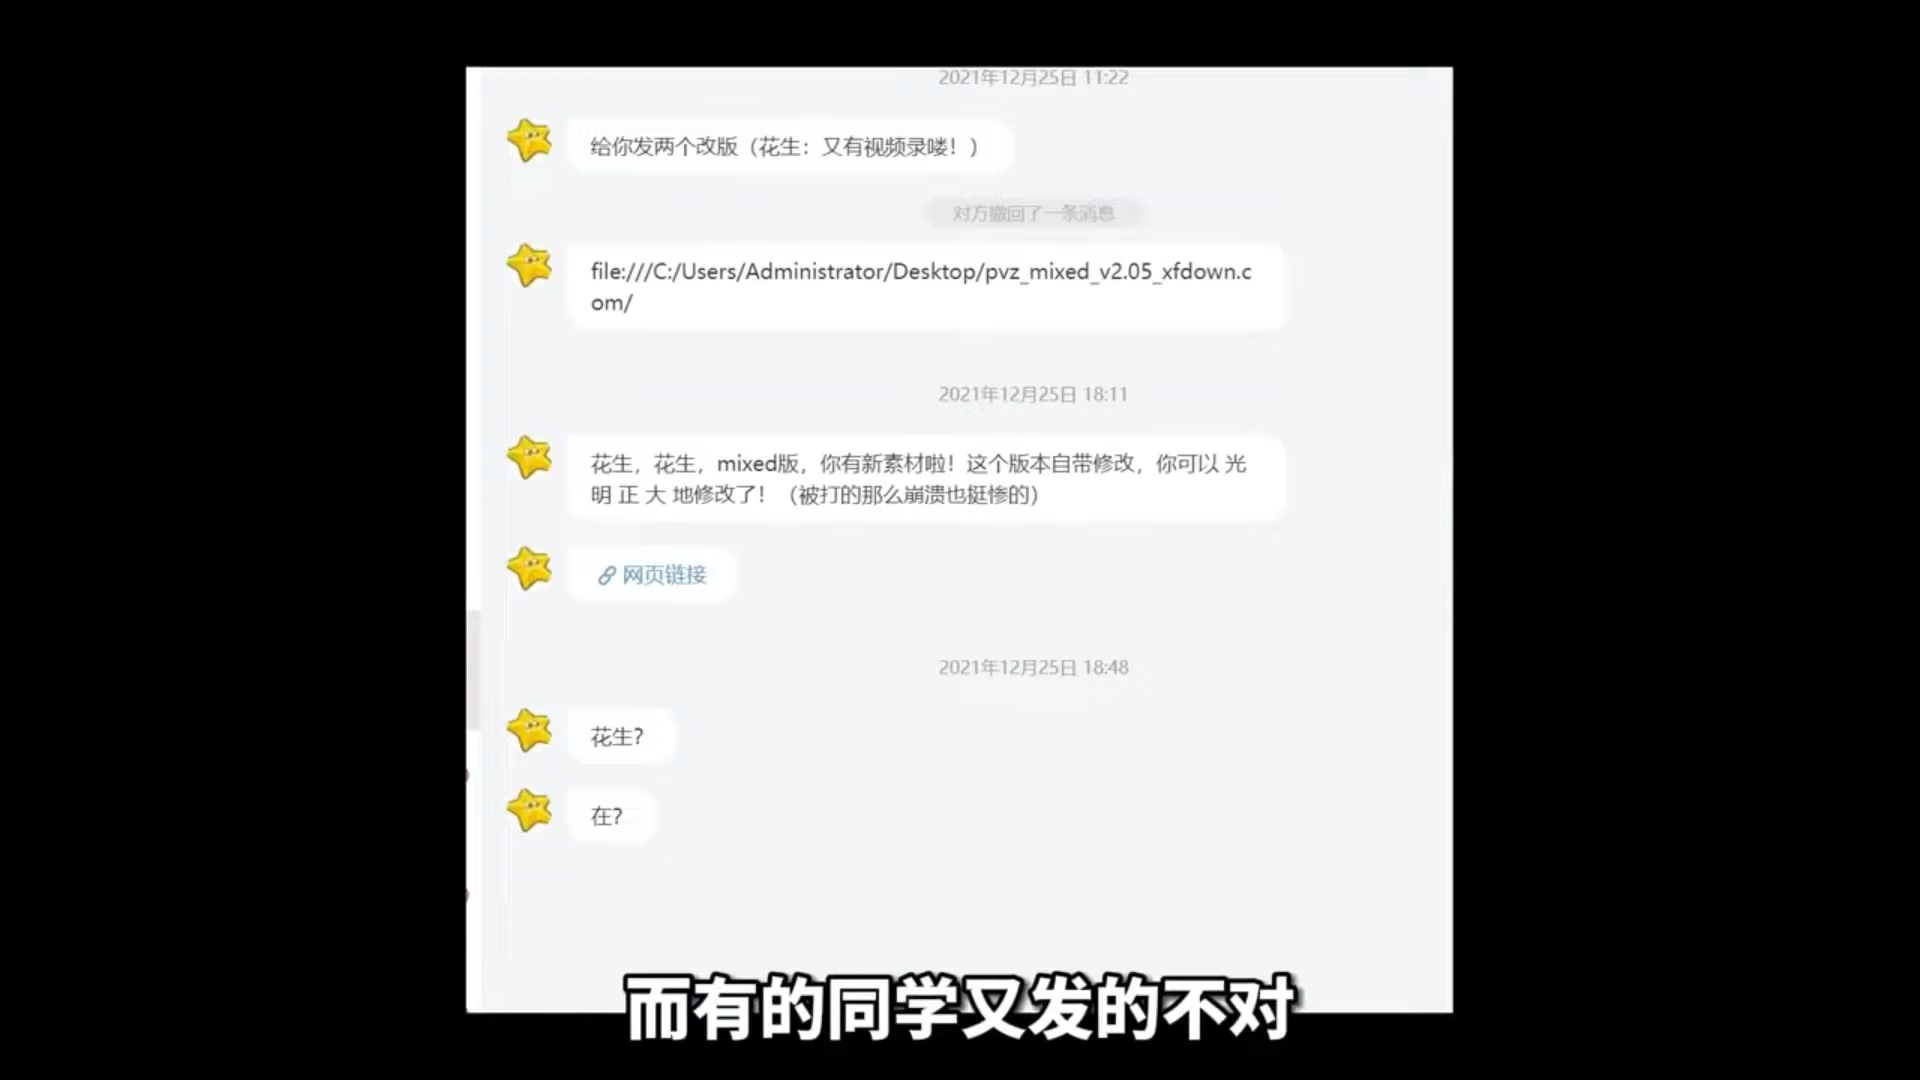 2021年12月25日 11:22
给你发两个改版（花生：又有视频录喽！）
对方撤回了一条消息
file:///C:/Users/Administrator/Desktop/pvz_mixed_v2.05_xfdown.c
om/
2021年12月25日 18:11
花生，花生，mixed版，你有新素材啦！这个版本自带修改，你可以 光
明 正 大 地修改了！（被打的那么崩溃也挺惨的）
网页链接
2021年12月25日 18:48
花生?
在?
而有的同学又发的不对